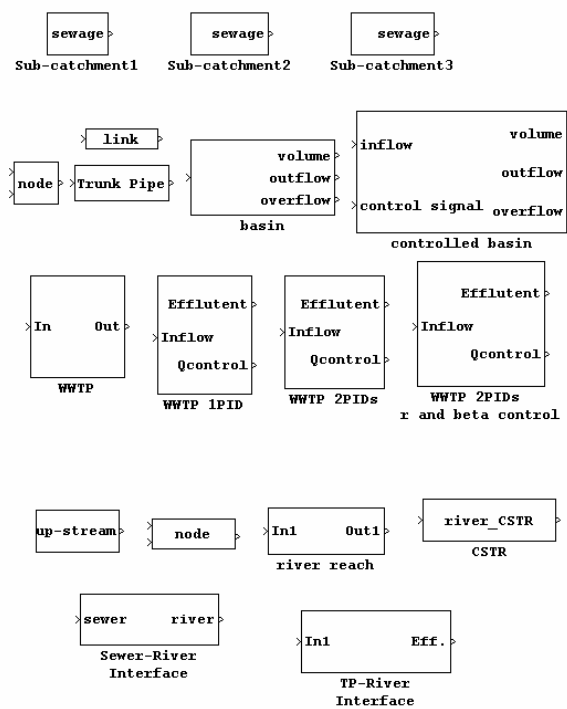 sewage sewage sewage
Sub-catchment1 Sub-catchment2 Sub-catchment3
link
node Trunk Pipe
volume
outflow
overflow
basin
inflow volume
outflow
control signal overflow
controlled basin
In Out
WWTP
Efflutent
Inflow
Qcontrol
WWTP 1PID
Efflutent
Inflow
Qcontrol
WWTP 2PIDs
Efflutent
Inflow
Qcontrol
WWTP 2PIDs
r and beta control
up-stream
node
In1 Out1
river reach
river_CSTR
CSTR
sewer river
Sewer-River
Interface
In1 Eff.
TP-River
Interface